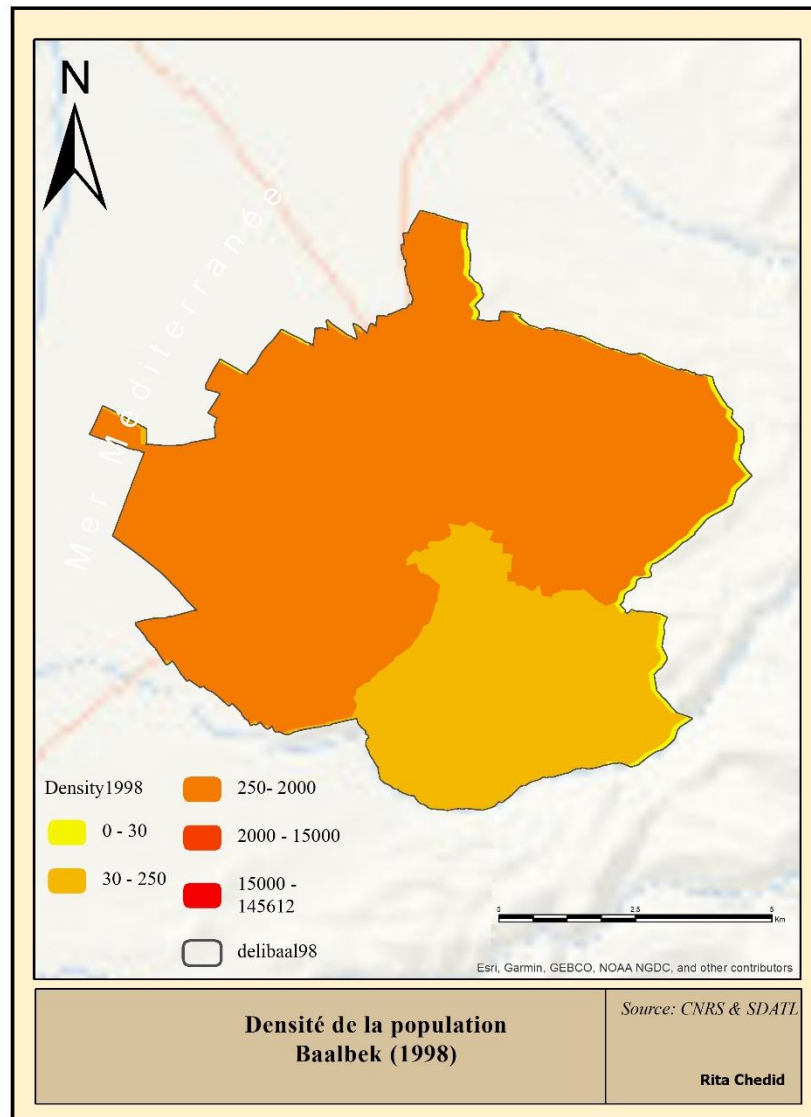 N
Mer Méditerranée
Density1998
0 - 30
30 - 250
250- 2000
2000 - 15000
15000 -
145612
delibaal98
0 2.5 5
Km
Esri, Garmin, GEBCO, NOAA NGDC, and other contributors
Densité de la population
Baalbek (1998)
Source: CNRS & SDATL
Rita Chedid